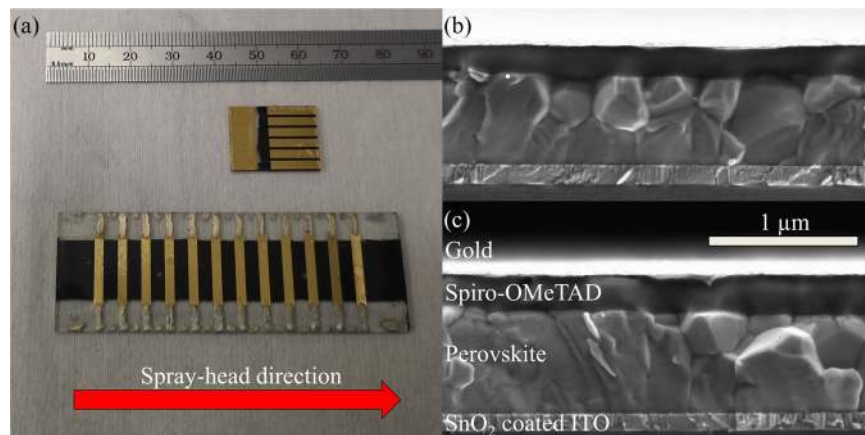 (a)
10 20 30 40 50 60 70 80 90
Spray-head direction
(b)
(c)
1 µm
Gold
Spiro-OMeTAD
Perovskite
SnO₂ coated ITO